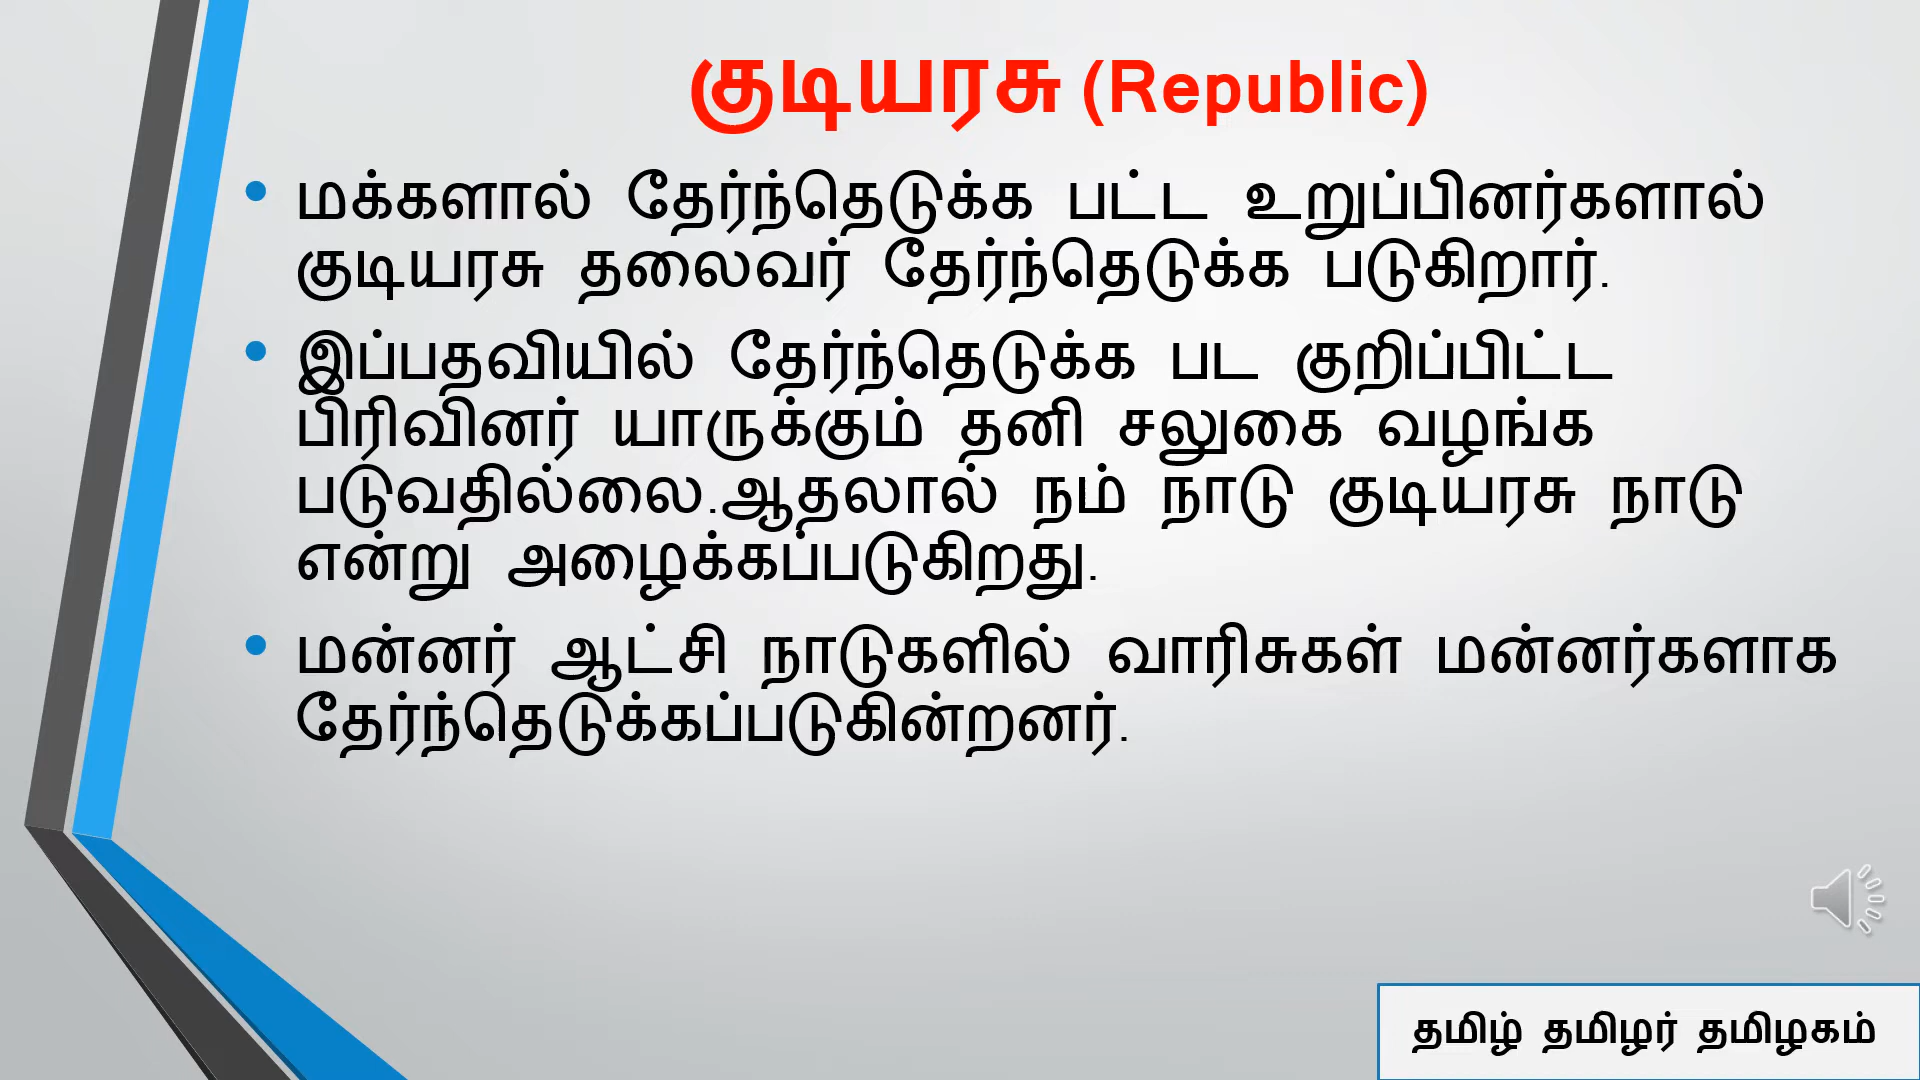 குடியரசு (Republic)
• மக்களால் தேர்ந்தெடுக்க பட்ட உறுப்பினர்களால்
குடியரசு தலைவர் தேர்ந்தெடுக்க படுகிறார்.
• இப்பதவியில் தேர்ந்தெடுக்க பட குறிப்பிட்ட
பிரிவினர் யாருக்கும் தனி சலுகை வழங்க
படுவதில்லை.ஆதலால் நம் நாடு குடியரசு நாடு
என்று அழைக்கப்படுகிறது.
• மன்னர் ஆட்சி நாடுகளில் வாரிசுகள் மன்னர்களாக
தேர்ந்தெடுக்கப்படுகின்றனர்.
தமிழ் தமிழர் தமிழகம்